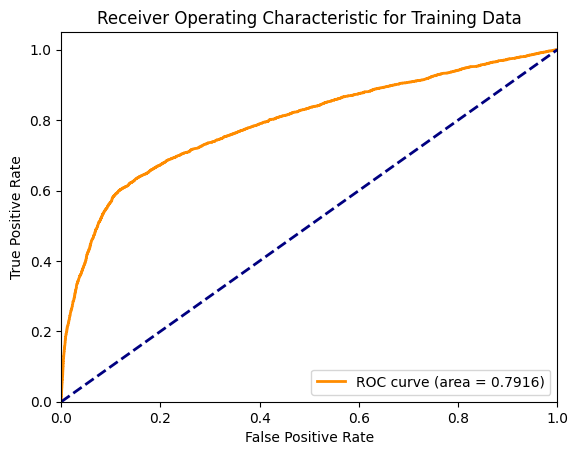 Receiver Operating Characteristic for Training Data
True Positive Rate
1.0
0.8
0.6
0.4
0.2
0.0
ROC curve (area = 0.7916)
0.0 0.2 0.4 0.6 0.8 1.0
False Positive Rate